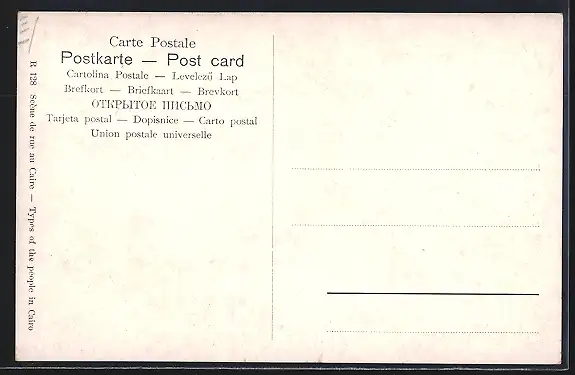 Carte Postale
Postkarte — Post card
Cartolina Postale — Levelező Lap
Brefkort — Briefkaart — Brevkort
ОТКРЫТОЕ ПИСЬМО
Tarjeta postal — Dopisnice — Carto postal
Union postale universelle
R 128 Scène de rue au Caire — Types of the people in Cairo